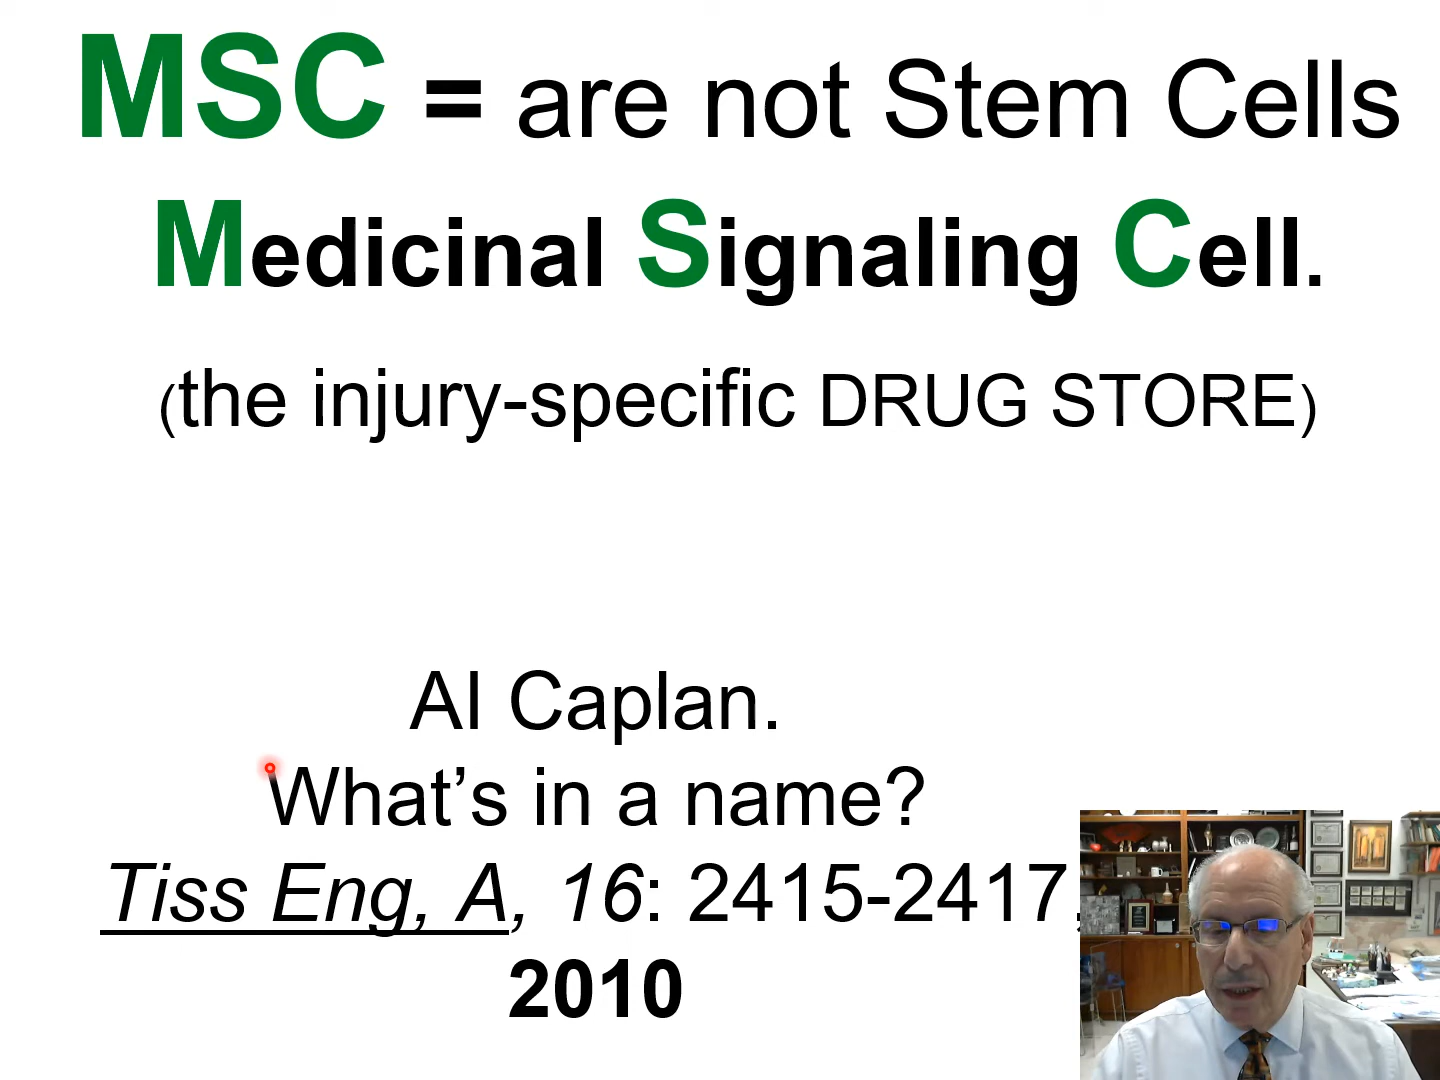 MSC = are not Stem Cells
Medicinal Signaling Cell.
(the injury-specific DRUG STORE)
AI Caplan.
What’s in a name?
Tiss Eng, A, 16: 2415-2417,
2010